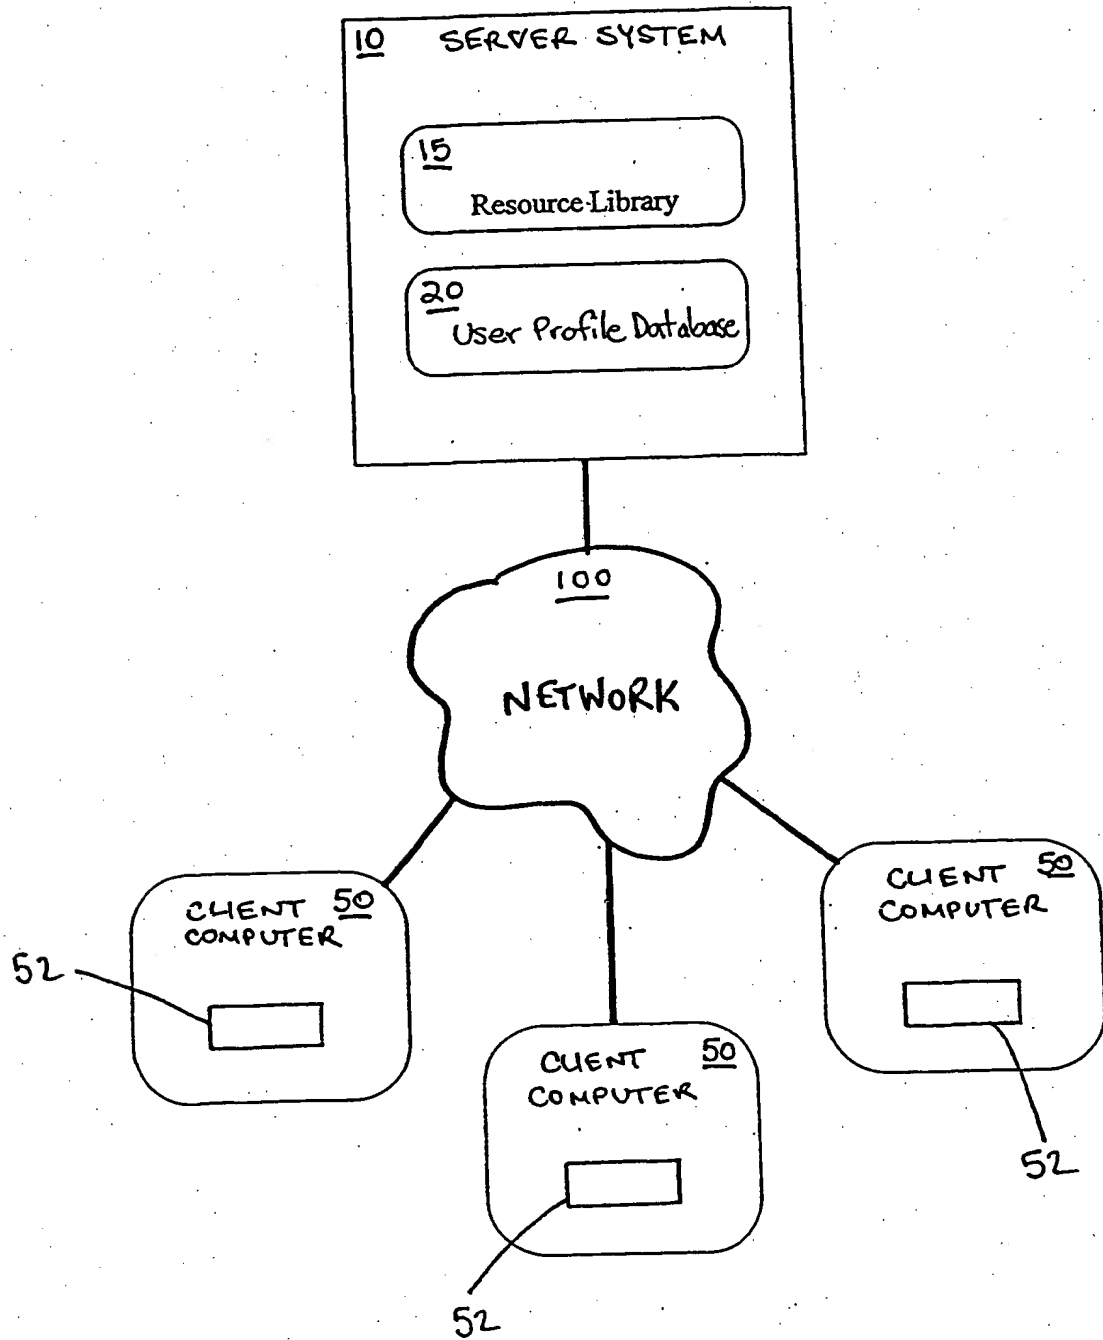 10 SERVER SYSTEM
15
Resource Library
20
User Profile Database
100
NETWORK
CLIENT 50
COMPUTER
52
CLIENT 50
COMPUTER
52
CLIENT 50
COMPUTER
52